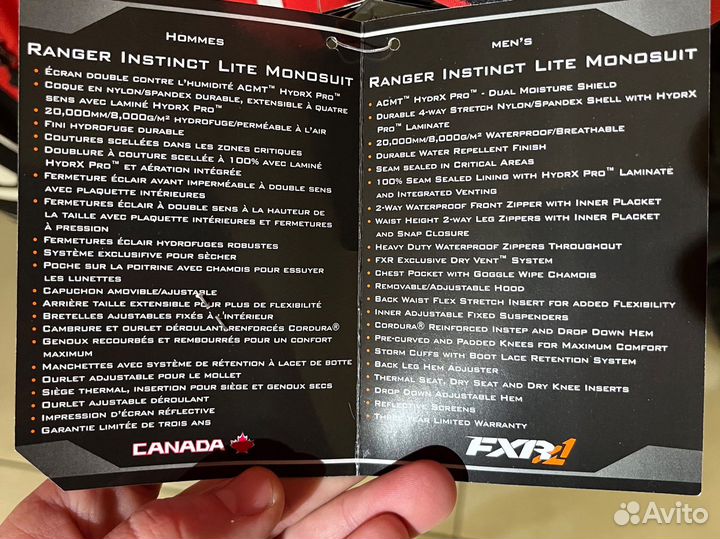 HOMMES
RANGER INSTINCT LITE MONOSUIT
• ÉCRAN DOUBLE CONTRE L'HUMIDITÉ ACMT™ HYDRX PRO™
• COQUE EN NYLON/SPANDEX DURABLE, EXTENSIBLE À QUATRE
SENS AVEC LAMINÉ HYDRX PRO™
• 20,000MM/8,000G/M² HYDROFUGE/PERMÉABLE À L'AIR
• FINI HYDROFUGE DURABLE
• COUTURES SCELLÉES DANS LES ZONES CRITIQUES
• DOUBLURE À COUTURE SCELLÉE À 100% AVEC LAMINÉ
HYDRX PRO™ ET AÉRATION INTÉGRÉE
• FERMETURE ÉCLAIR AVANT IMPERMÉABLE À DOUBLE SENS
AVEC PLAQUETTE INTÉRIEURES
• FERMETURES ÉCLAIR À DOUBLE SENS À LA HAUTEUR DE
LA TAILLE AVEC PLAQUETTE INTÉRIEURES ET FERMETURES
À PRESSION
• FERMETURES ÉCLAIR HYDROFUGES ROBUSTES
• SYSTÈME EXCLUSIFIVE POUR SÈCHER
• POCHE SUR LA POITRINE AVEC CHAMOIS POUR ESSUYER
LES LUNETTES
• CAPUCHON AMOVIBLE/AJUSTABLE
• ARRIÈRE TAILLE EXTENSIBLE POUR PLUS DE FLEXIBILITÉ
• BRETELLES AJUSTABLES FIXÉS À L'INTÉRIEUR
• CAMBRURE ET OURLET DÉROULANT RENFORCÉS CORDURA®
• GENOUX RECOURBÉS ET REMBOURRÉS POUR UN CONFORT
MAXIMUM
• MANCHETTES AVEC SYSTÈME DE RÉTENTION À LACET DE BOTTE
• OURLET ADJUSTABLE POUR LE MOLLET
• SIÈGE THERMAL, INSERTION POUR SIÈGE ET GENOUX SECS
• OURLET AJUSTABLE DÉROULANT
• IMPRESSION D'ÉCRAN RÉFLECTIVE
• GARANTIE LIMITÉE DE TROIS ANS
CANADA
MEN'S
RANGER INSTINCT LITE MONOSUIT
• ACMT™ HYDRX PRO™ - DUAL MOISTURE SHIELD
• DURABLE 4-WAY STRETCH NYLON/SPANDEX SHELL WITH HYDRX
PRO™ LAMINATE
• 20,000MM/8,000G/M² WATERPROOF/BREATHABLE
• DURABLE WATER REPELLENT FINISH
• SEAM SEALED IN CRITICAL AREAS
• 100% SEAM SEALED LINING WITH HYDRX PRO™ LAMINATE
AND INTEGRATED VENTING
• 2-WAY WATERPROOF FRONT ZIPPER WITH INNER PLACKET
• WAIST HEIGHT 2-WAY LEG ZIPPERS WITH INNER PLACKET
AND SNAP CLOSURE
• HEAVY DUTY WATERPROOF ZIPPERS THROUGHOUT
• FXR EXCLUSIVE DRY VENT™ SYSTEM
• CHEST POCKET WITH GOGGLE WIPE CHAMOIS
• REMOVABLE/ADJUSTABLE HOOD
• BACK WAIST FLEX STRETCH INSERT FOR ADDED FLEXIBILITY
• INNER ADJUSTABLE FIXED SUSPENDERS
• CORDURA® REINFORCED INSTEP AND DROP DOWN HEM
• PRE-CURVED AND PADDED KNEES FOR MAXIMUM COMFORT
• STORM CUFFS WITH BOOT LACE RETENTION SYSTEM
• BACK LEG HEM ADJUSTER
• THERMAL SEAT, DRY SEAT AND DRY KNEE INSERTS
• DROP DOWN ADJUSTABLE HEM
• REFLECTIVE SCREENS
• THREE YEAR LIMITED WARRANTY
FXR
Avito